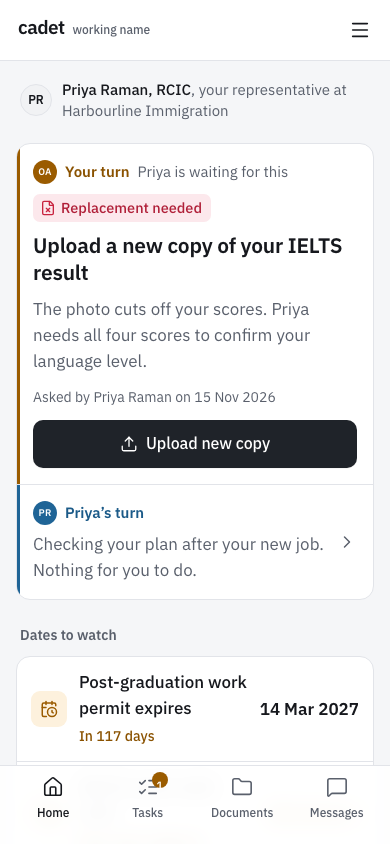 cadet working name
PR
Priya Raman, RCIC, your representative at
Harbourline Immigration
OA Your turn Priya is waiting for this
Replacement needed
Upload a new copy of your IELTS
result
The photo cuts off your scores. Priya
needs all four scores to confirm your
language level.
Asked by Priya Raman on 15 Nov 2026
Upload new copy
PR Priya’s turn
Checking your plan after your new job.
Nothing for you to do.
Dates to watch
Post-graduation work
permit expires
14 Mar 2027
In 117 days
1
Home Tasks Documents Messages